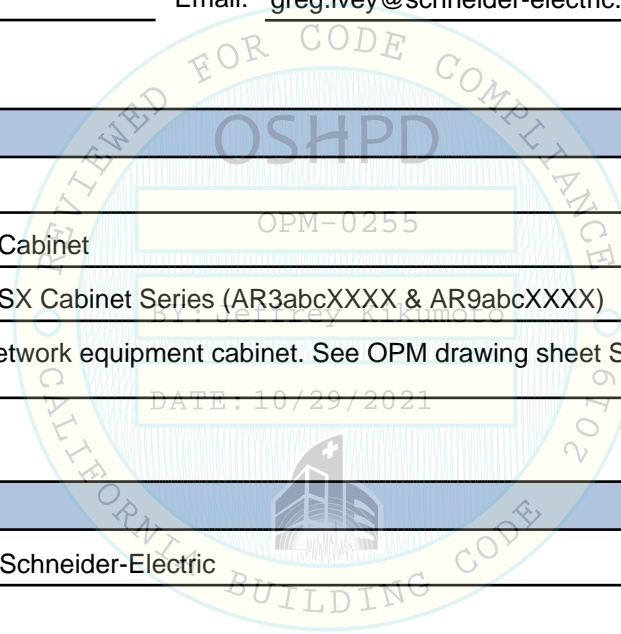 Email: greg.ivey@schneider-electric.
REVIEWED FOR CODE COMPLIANCE
OSHPD
OPM-0255
Cabinet
SX Cabinet Series (AR3abcXXXX & AR9abcXXXX)
BY: Jeffrey Kikumoto
etwork equipment cabinet. See OPM drawing sheet S
DATE: 10/29/2021
Schneider-Electric
CALIFORNIA BUILDING CODE 2019